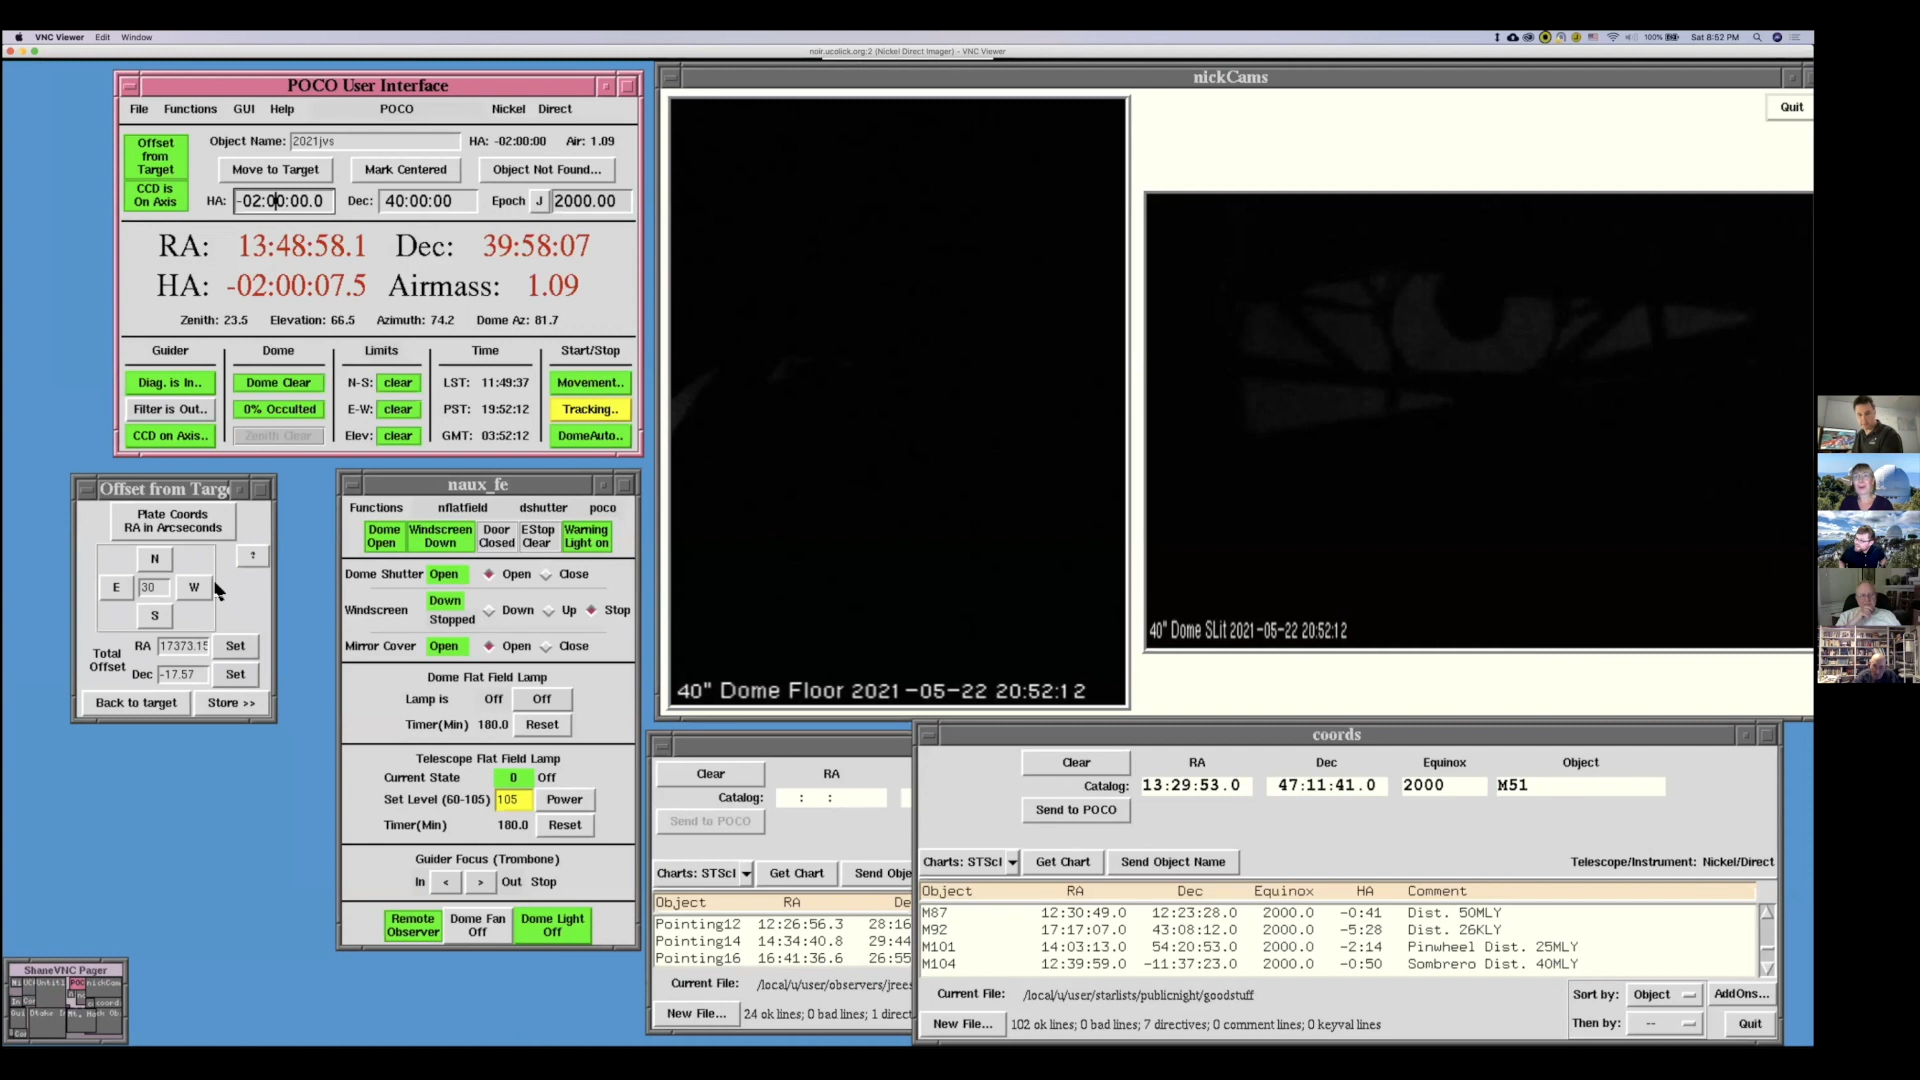 VNC Viewer Edit Window 100% Sat 8:52 PM
noir.ucolick.org:2 (Nickel Direct Imager) - VNC Viewer
POCO User Interface
File Functions GUI Help POCO Nickel Direct
Offset from Target
CCD is On Axis
Object Name: 2021jvs HA: -02:00:00 Air: 1.09
Move to Target Mark Centered Object Not Found...
HA: -02:00:00.0 Dec: 40:00:00 Epoch J 2000.00
RA: 13:48:58.1 Dec: 39:58:07
HA: -02:00:07.5 Airmass: 1.09
Zenith: 23.5 Elevation: 66.5 Azimuth: 74.2 Dome Az: 81.7
Guider Dome Limits Time Start/Stop
Diag. is In.. Dome Clear N-S: clear LST: 11:49:37 Movement..
Filter is Out.. 0% Occulted E-W: clear PST: 19:52:12 Tracking..
CCD on Axis.. Zenith Clear Elev: clear GMT: 03:52:12 DomeAuto..
nickCams
Quit
40" Dome Floor 2021-05-22 20:52:12
40" Dome SLit 2021-05-22 20:52:12
Offset from Targe
Plate Coords
RA in Arcseconds
N
?
E 30 W
S
Total Offset
RA 17373.15 Set
Dec -17.57 Set
Back to target Store >>
naux_fe
Functions nflatfield dshutter poco
Dome Open Windscreen Down Door Closed EStop Clear Warning Light on
Dome Shutter Open Open Close
Windscreen Down Stopped Down Up Stop
Mirror Cover Open Open Close
Dome Flat Field Lamp
Lamp is Off Off
Timer(Min) 180.0 Reset
Telescope Flat Field Lamp
Current State 0 Off
Set Level (60-105) 105 Power
Timer(Min) 180.0 Reset
Guider Focus (Trombone)
In < > Out Stop
Remote Observer Dome Fan Off Dome Light Off
Clear RA
Catalog: : :
Send to POCO
Charts: STScI Get Chart Send Obje
Object RA De
Pointing12 12:26:56.3 28:16
Pointing14 14:34:40.8 29:44
Pointing16 16:41:36.6 26:55
Current File: /local/u/user/observers/jrees
New File... 24 ok lines; 0 bad lines; 1 direct
coords
Clear RA Dec Equinox Object
Catalog: 13:29:53.0 47:11:41.0 2000 M51
Send to POCO
Charts: STScI Get Chart Send Object Name Telescope/Instrument: Nickel/Direct
Object RA Dec Equinox HA Comment
M87 12:30:49.0 12:23:28.0 2000.0 -0:41 Dist. 50MLY
M92 17:17:07.0 43:08:12.0 2000.0 -5:28 Dist. 26KLY
M101 14:03:13.0 54:20:53.0 2000.0 -2:14 Pinwheel Dist. 25MLY
M104 12:39:59.0 -11:37:23.0 2000.0 -0:50 Sombrero Dist. 40MLY
Current File: /local/u/user/starlists/publicnight/goodstuff Sort by: Object AddOns...
New File... 102 ok lines; 0 bad lines; 7 directives; 0 comment lines; 0 keyval lines Then by: -- Quit
ShaneVNC Pager